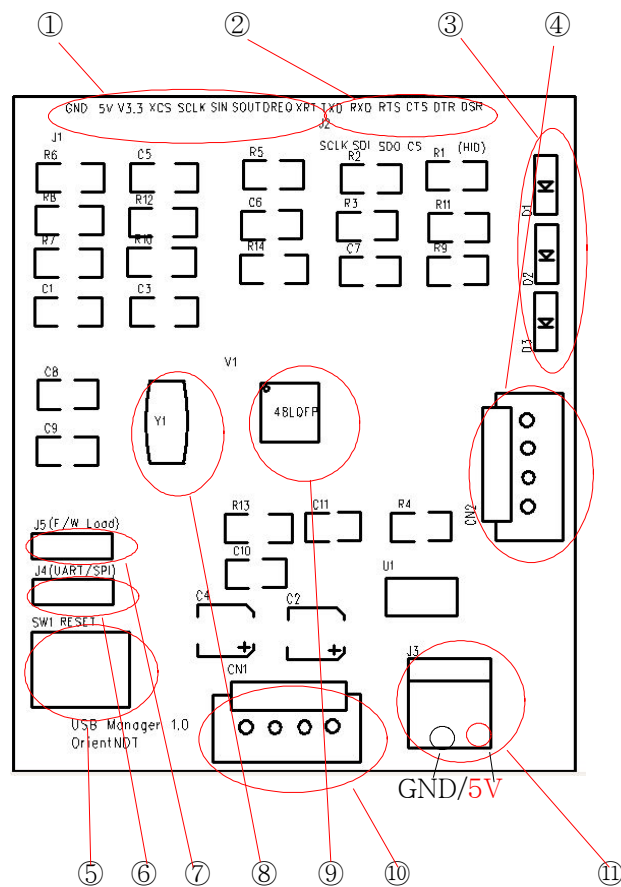 ① ② ③ ④
GND 5V V3.3 XCS SCLK SIN SOUT DREQ XRT TXD RXD RTS CTS DTR DSR
J1 J2
SCLK SDI SDO CS (HID)
R6 C5 R5 R2 R1
R8 R12 C6 R3 R11 D1
R7 R10 R14 C7 R9
C1 C3 D2
D3
V1
C8
Y1 48LQFP
C9
CN2
R13 C11 R4
J5(F/W Load)
C10
J4(UART/SPI) U1
C4 C2
SW1 RESET
J3
CN1
USB Manager 1.0
OrientNDT
GND/5V
⑤ ⑥ ⑦ ⑧ ⑨ ⑩ ⑪